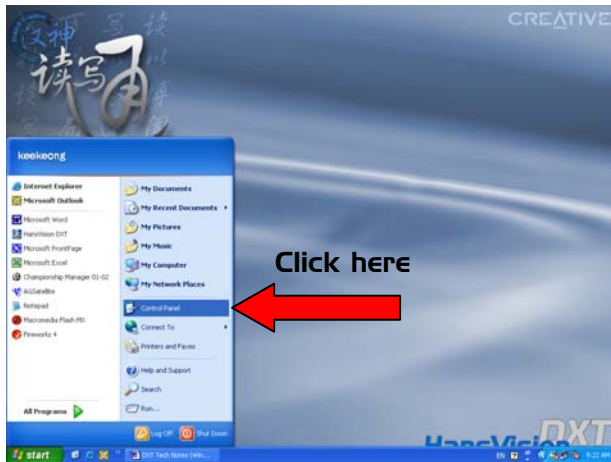 CREATIVE
汉神
读写
keekeong
Internet Explorer
Microsoft Outlook
Microsoft Word
HansVision DXT
Microsoft FrontPage
Microsoft Excel
Championship Manager 01-02
Notepad
Macromedia Flash MX
Fireworks 4
All Programs
My Documents
My Recent Documents
My Pictures
My Music
My Computer
My Network Places
Control Panel
Connect To
Printers and Faxes
Help and Support
Search
Run...
Log Off
Shut Down
Click here
HansVision DXT
start
DXT Tech Notes (Win...
EN
9:22 AM